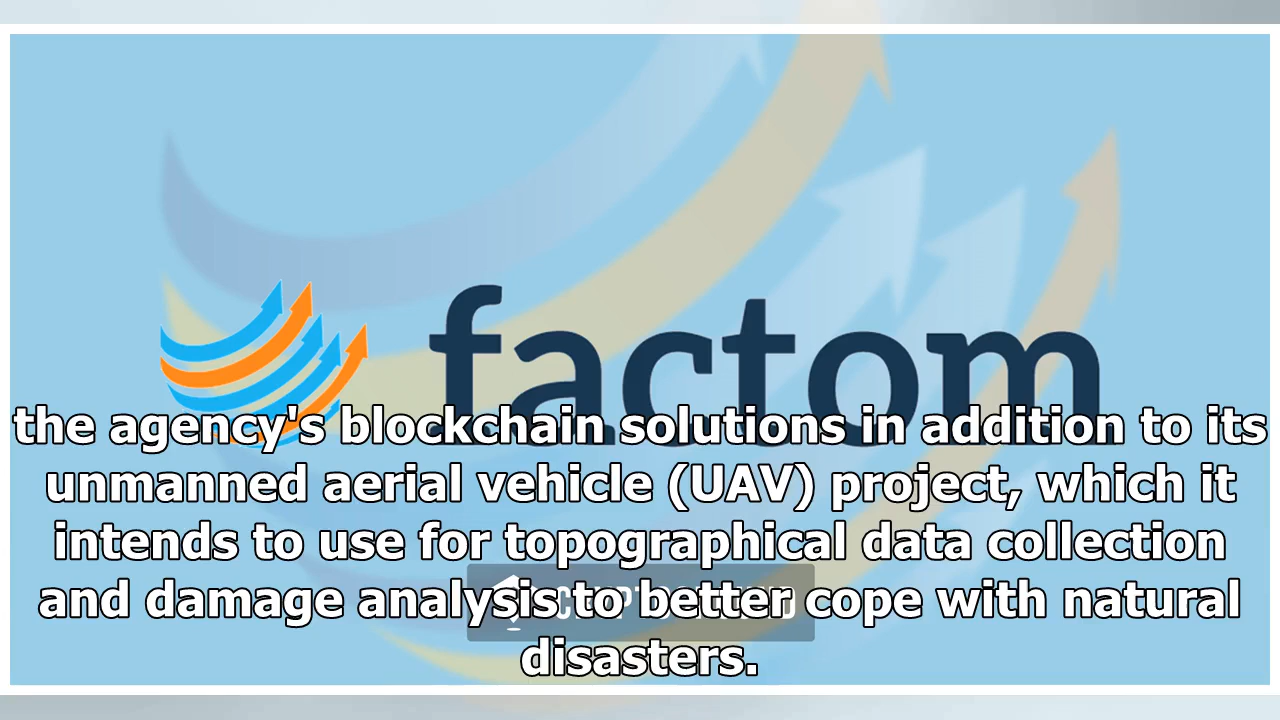 factom
the agency's blockchain solutions in addition to its
unmanned aerial vehicle (UAV) project, which it
intends to use for topographical data collection
and damage analysis to better cope with natural
disasters.